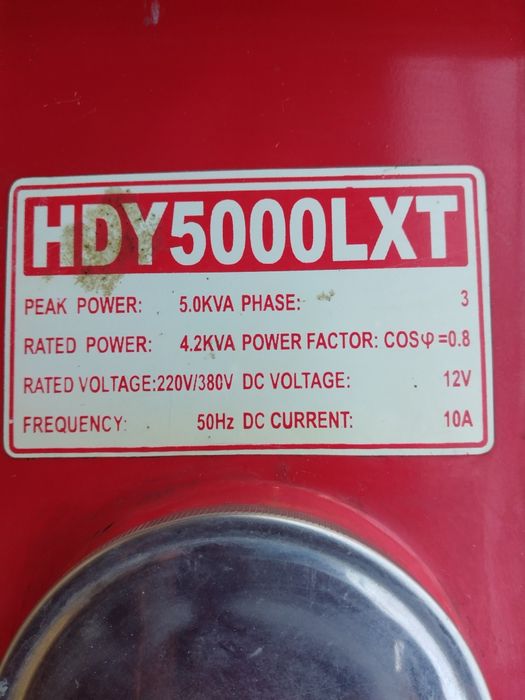 HDY5000LXT
PEAK POWER: 5.0KVA PHASE: 3
RATED POWER: 4.2KVA POWER FACTOR: COSφ=0.8
RATED VOLTAGE:220V/380V DC VOLTAGE: 12V
FREQUENCY: 50Hz DC CURRENT: 10A